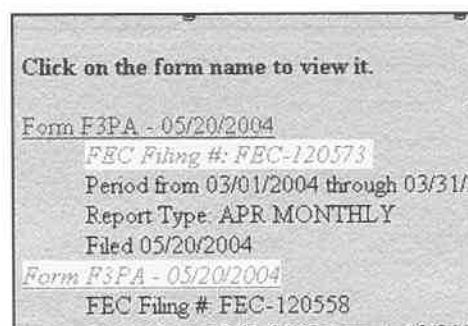 Click on the form name to view it.
Form F3PA - 05/20/2004
FEC Filing #: FEC-120573
Period from 03/01/2004 through 03/31/
Report Type: APR MONTHLY
Filed 05/20/2004
Form F3PA - 05/20/2004
FEC Filing # FEC-120558